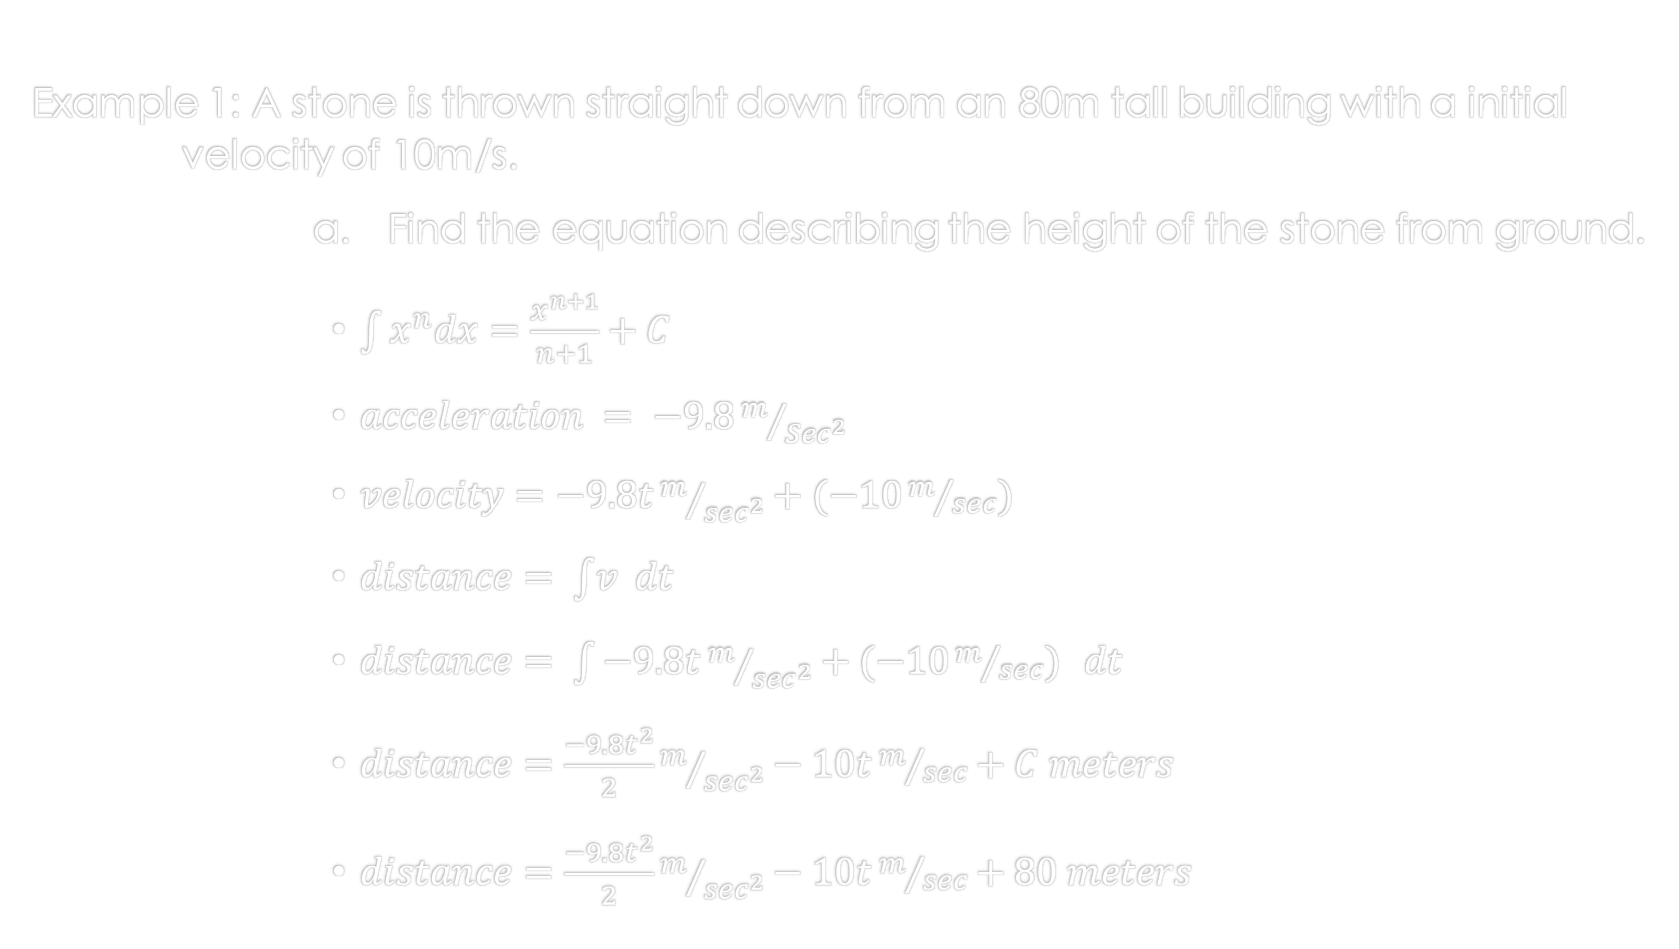 Example 1: A stone is thrown straight down from an 80m tall building with a initial
velocity of 10m/s.
a. Find the equation describing the height of the stone from ground.
• ∫ xⁿdx = xⁿ⁺¹/n+1 + C
• acceleration = −9.8 m/Sec²
• velocity = −9.8t m/sec² + (−10 m/sec)
• distance = ∫ v dt
• distance = ∫ −9.8t m/sec² + (−10 m/sec) dt
• distance = −9.8t²/2 m/sec² − 10t m/sec + C meters
• distance = −9.8t²/2 m/sec² − 10t m/sec + 80 meters